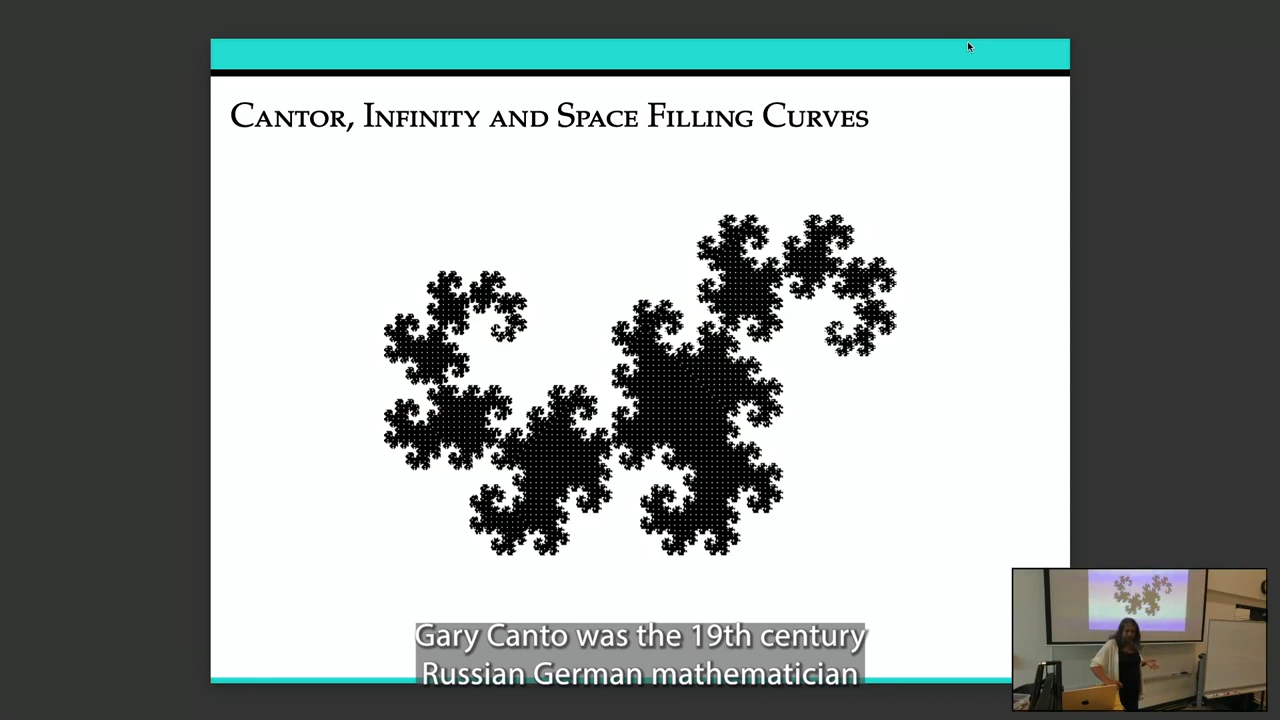 Cantor, Infinity and Space Filling Curves
Gary Canto was the 19th century
Russian German mathematician